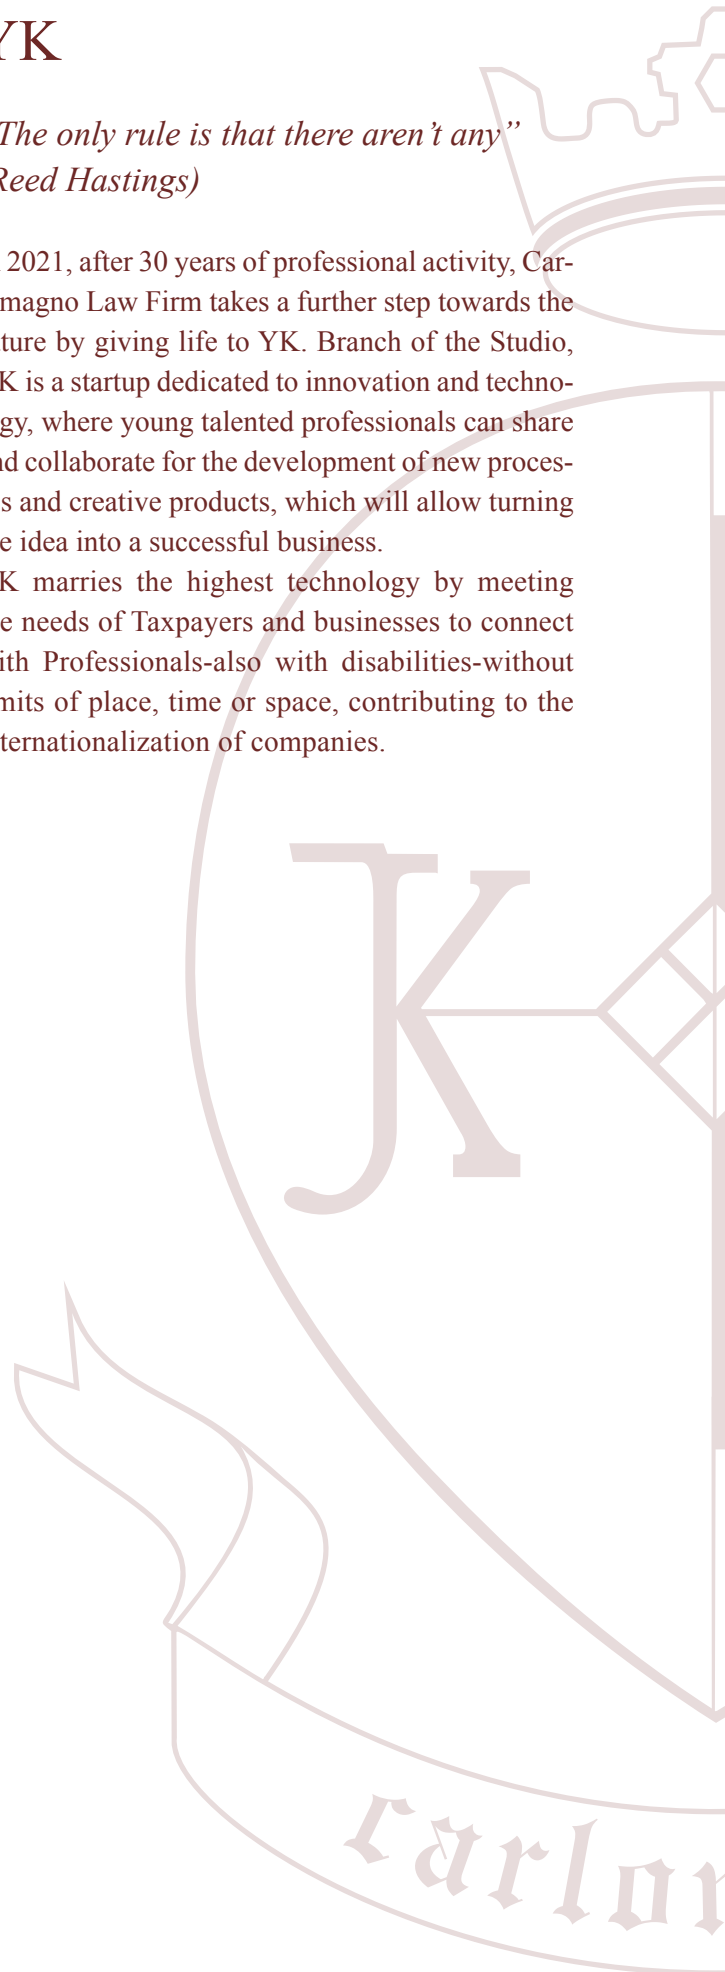 YK
The only rule is that there aren’t any”
Reed Hastings)
2021, after 30 years of professional activity, Car-
magno Law Firm takes a further step towards the
ture by giving life to YK. Branch of the Studio,
K is a startup dedicated to innovation and techno-
gy, where young talented professionals can share
nd collaborate for the development of new proces-
s and creative products, which will allow turning
e idea into a successful business.
K marries the highest technology by meeting
e needs of Taxpayers and businesses to connect
ith Professionals-also with disabilities-without
mits of place, time or space, contributing to the
ternationalization of companies.
K
carlo